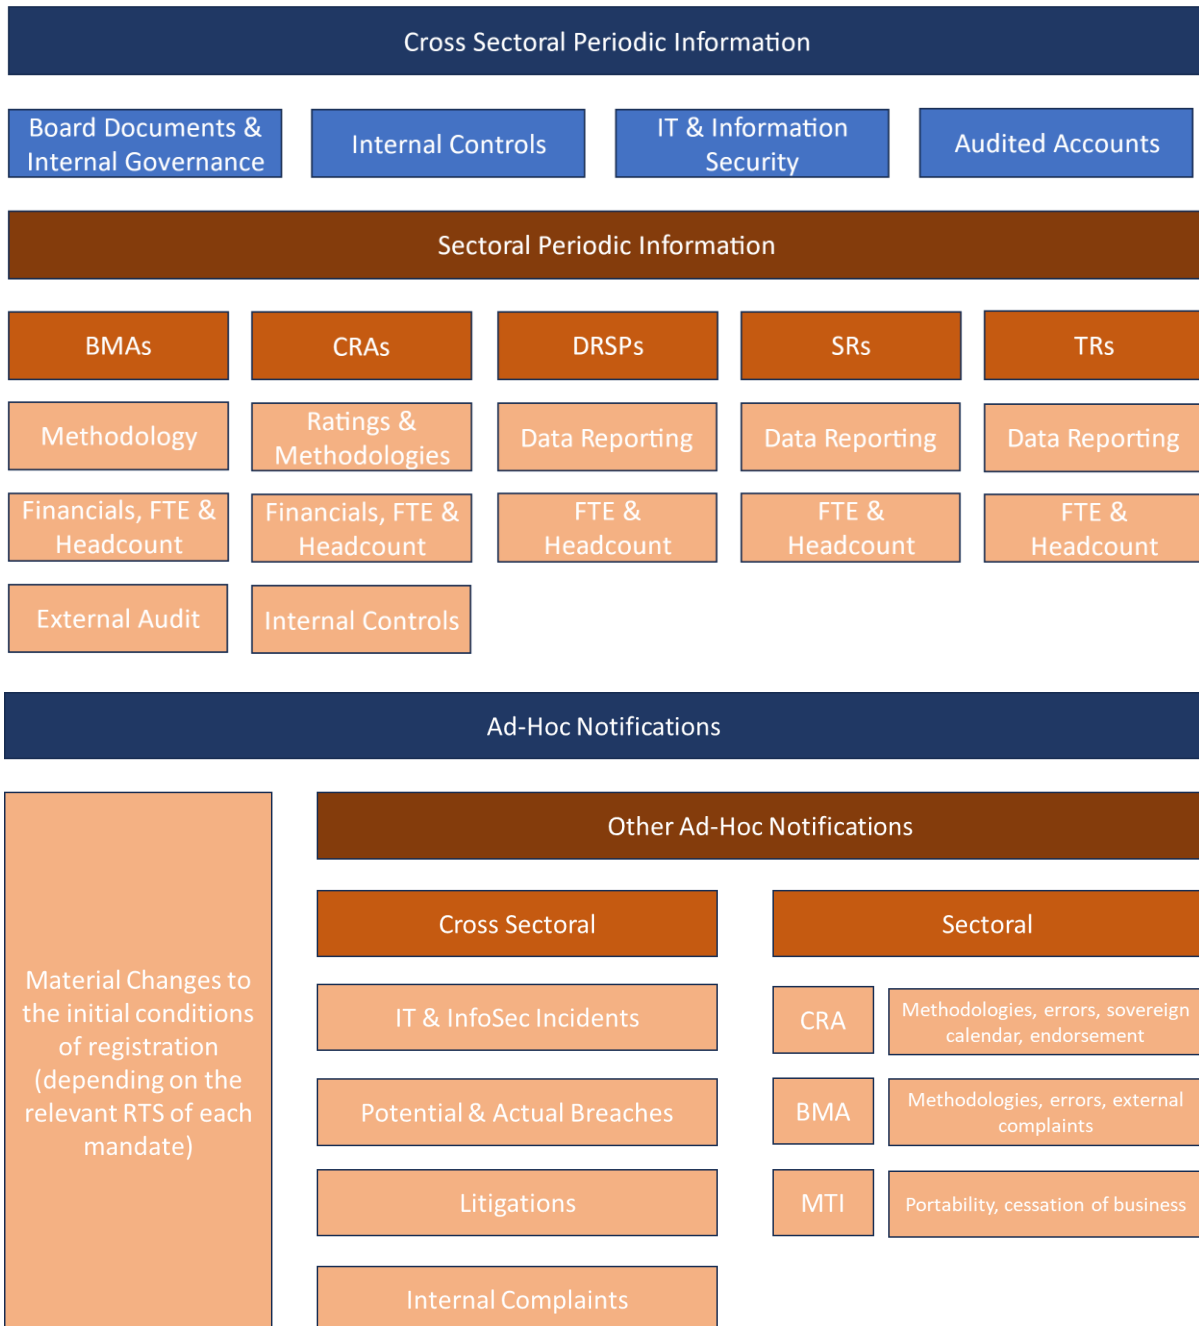 Cross Sectoral Periodic Information
Board Documents &
Internal Governance
Internal Controls
IT & Information
Security
Audited Accounts
Sectoral Periodic Information
BMAs
CRAs
DRSPs
SRs
TRs
Methodology
Ratings &
Methodologies
Data Reporting
Data Reporting
Data Reporting
Financials, FTE &
Headcount
Financials, FTE &
Headcount
FTE &
Headcount
FTE &
Headcount
FTE &
Headcount
External Audit
Internal Controls
Ad-Hoc Notifications
Material Changes to
the initial conditions
of registration
(depending on the
relevant RTS of each
mandate)
Other Ad-Hoc Notifications
Cross Sectoral
IT & InfoSec Incidents
Potential & Actual Breaches
Litigations
Internal Complaints
Sectoral
CRA
Methodologies, errors, sovereign
calendar, endorsement
BMA
Methodologies, errors, external
complaints
MTI
Portability, cessation of business